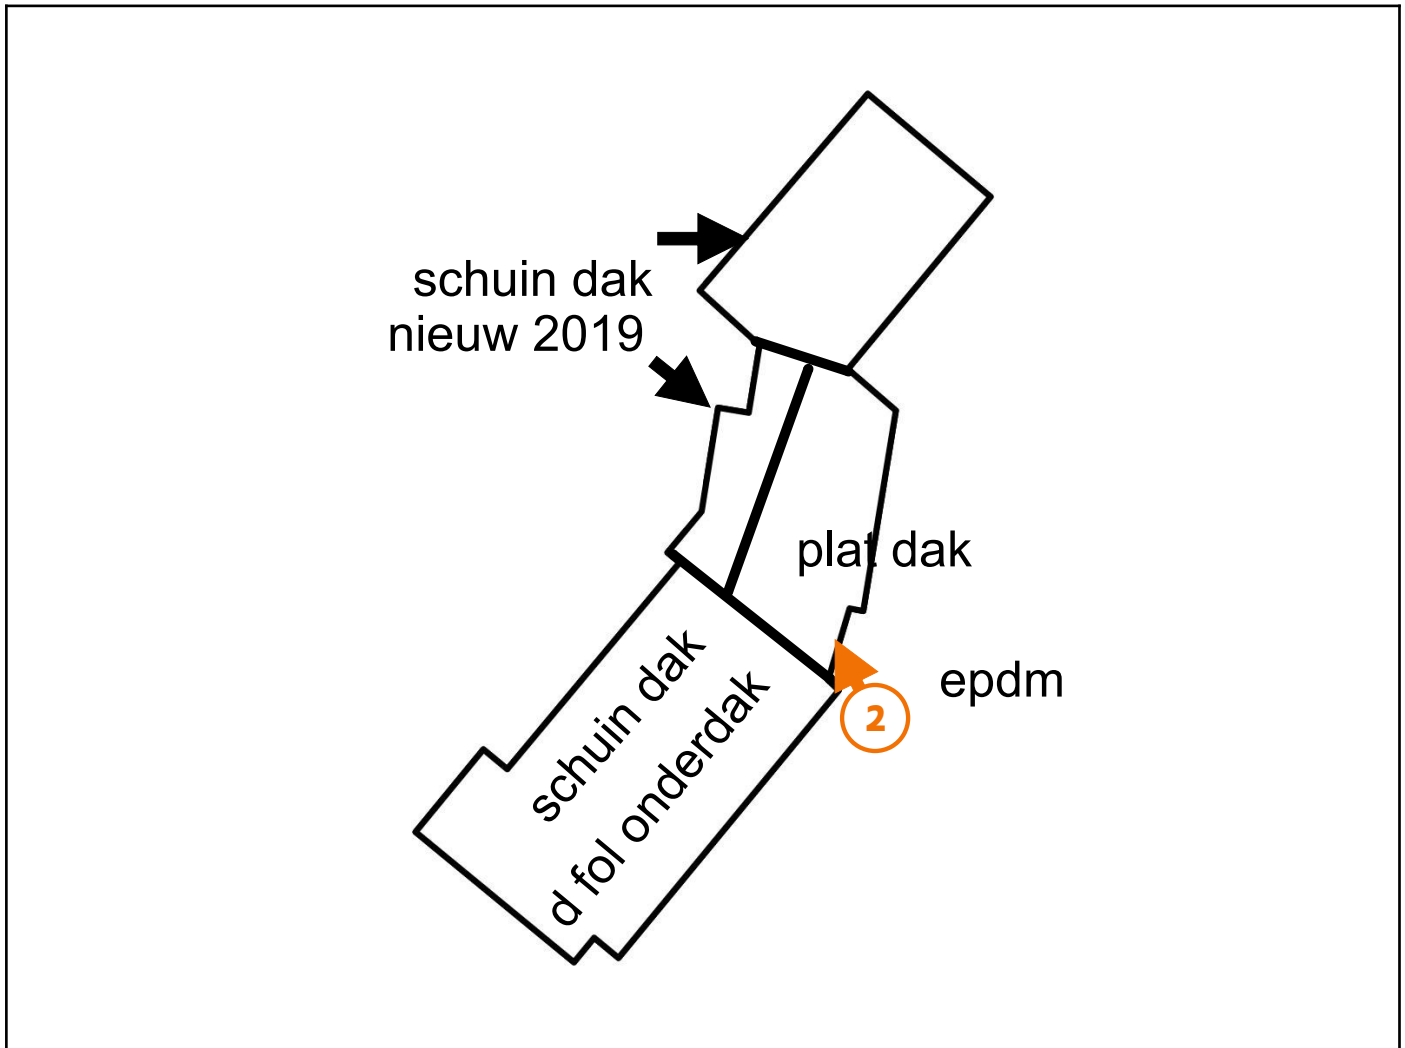 schuin dak
nieuw 2019
plat dak
epdm
2
schuin dak
d fol onderdak